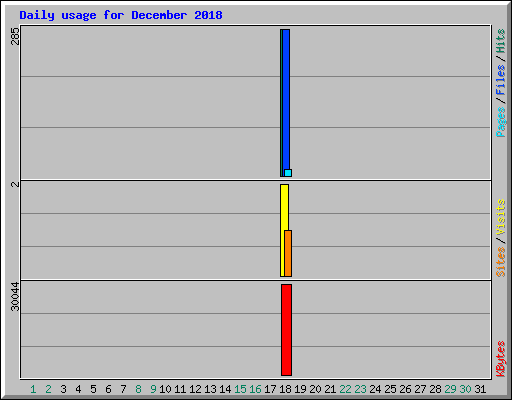 Daily usage for December 2018
285
Pages/Files/Hits
2
Sites/Visits
30044
KBytes
1 2 3 4 5 6 7 8 9 10 11 12 13 14 15 16 17 18 19 20 21 22 23 24 25 26 27 28 29 30 31